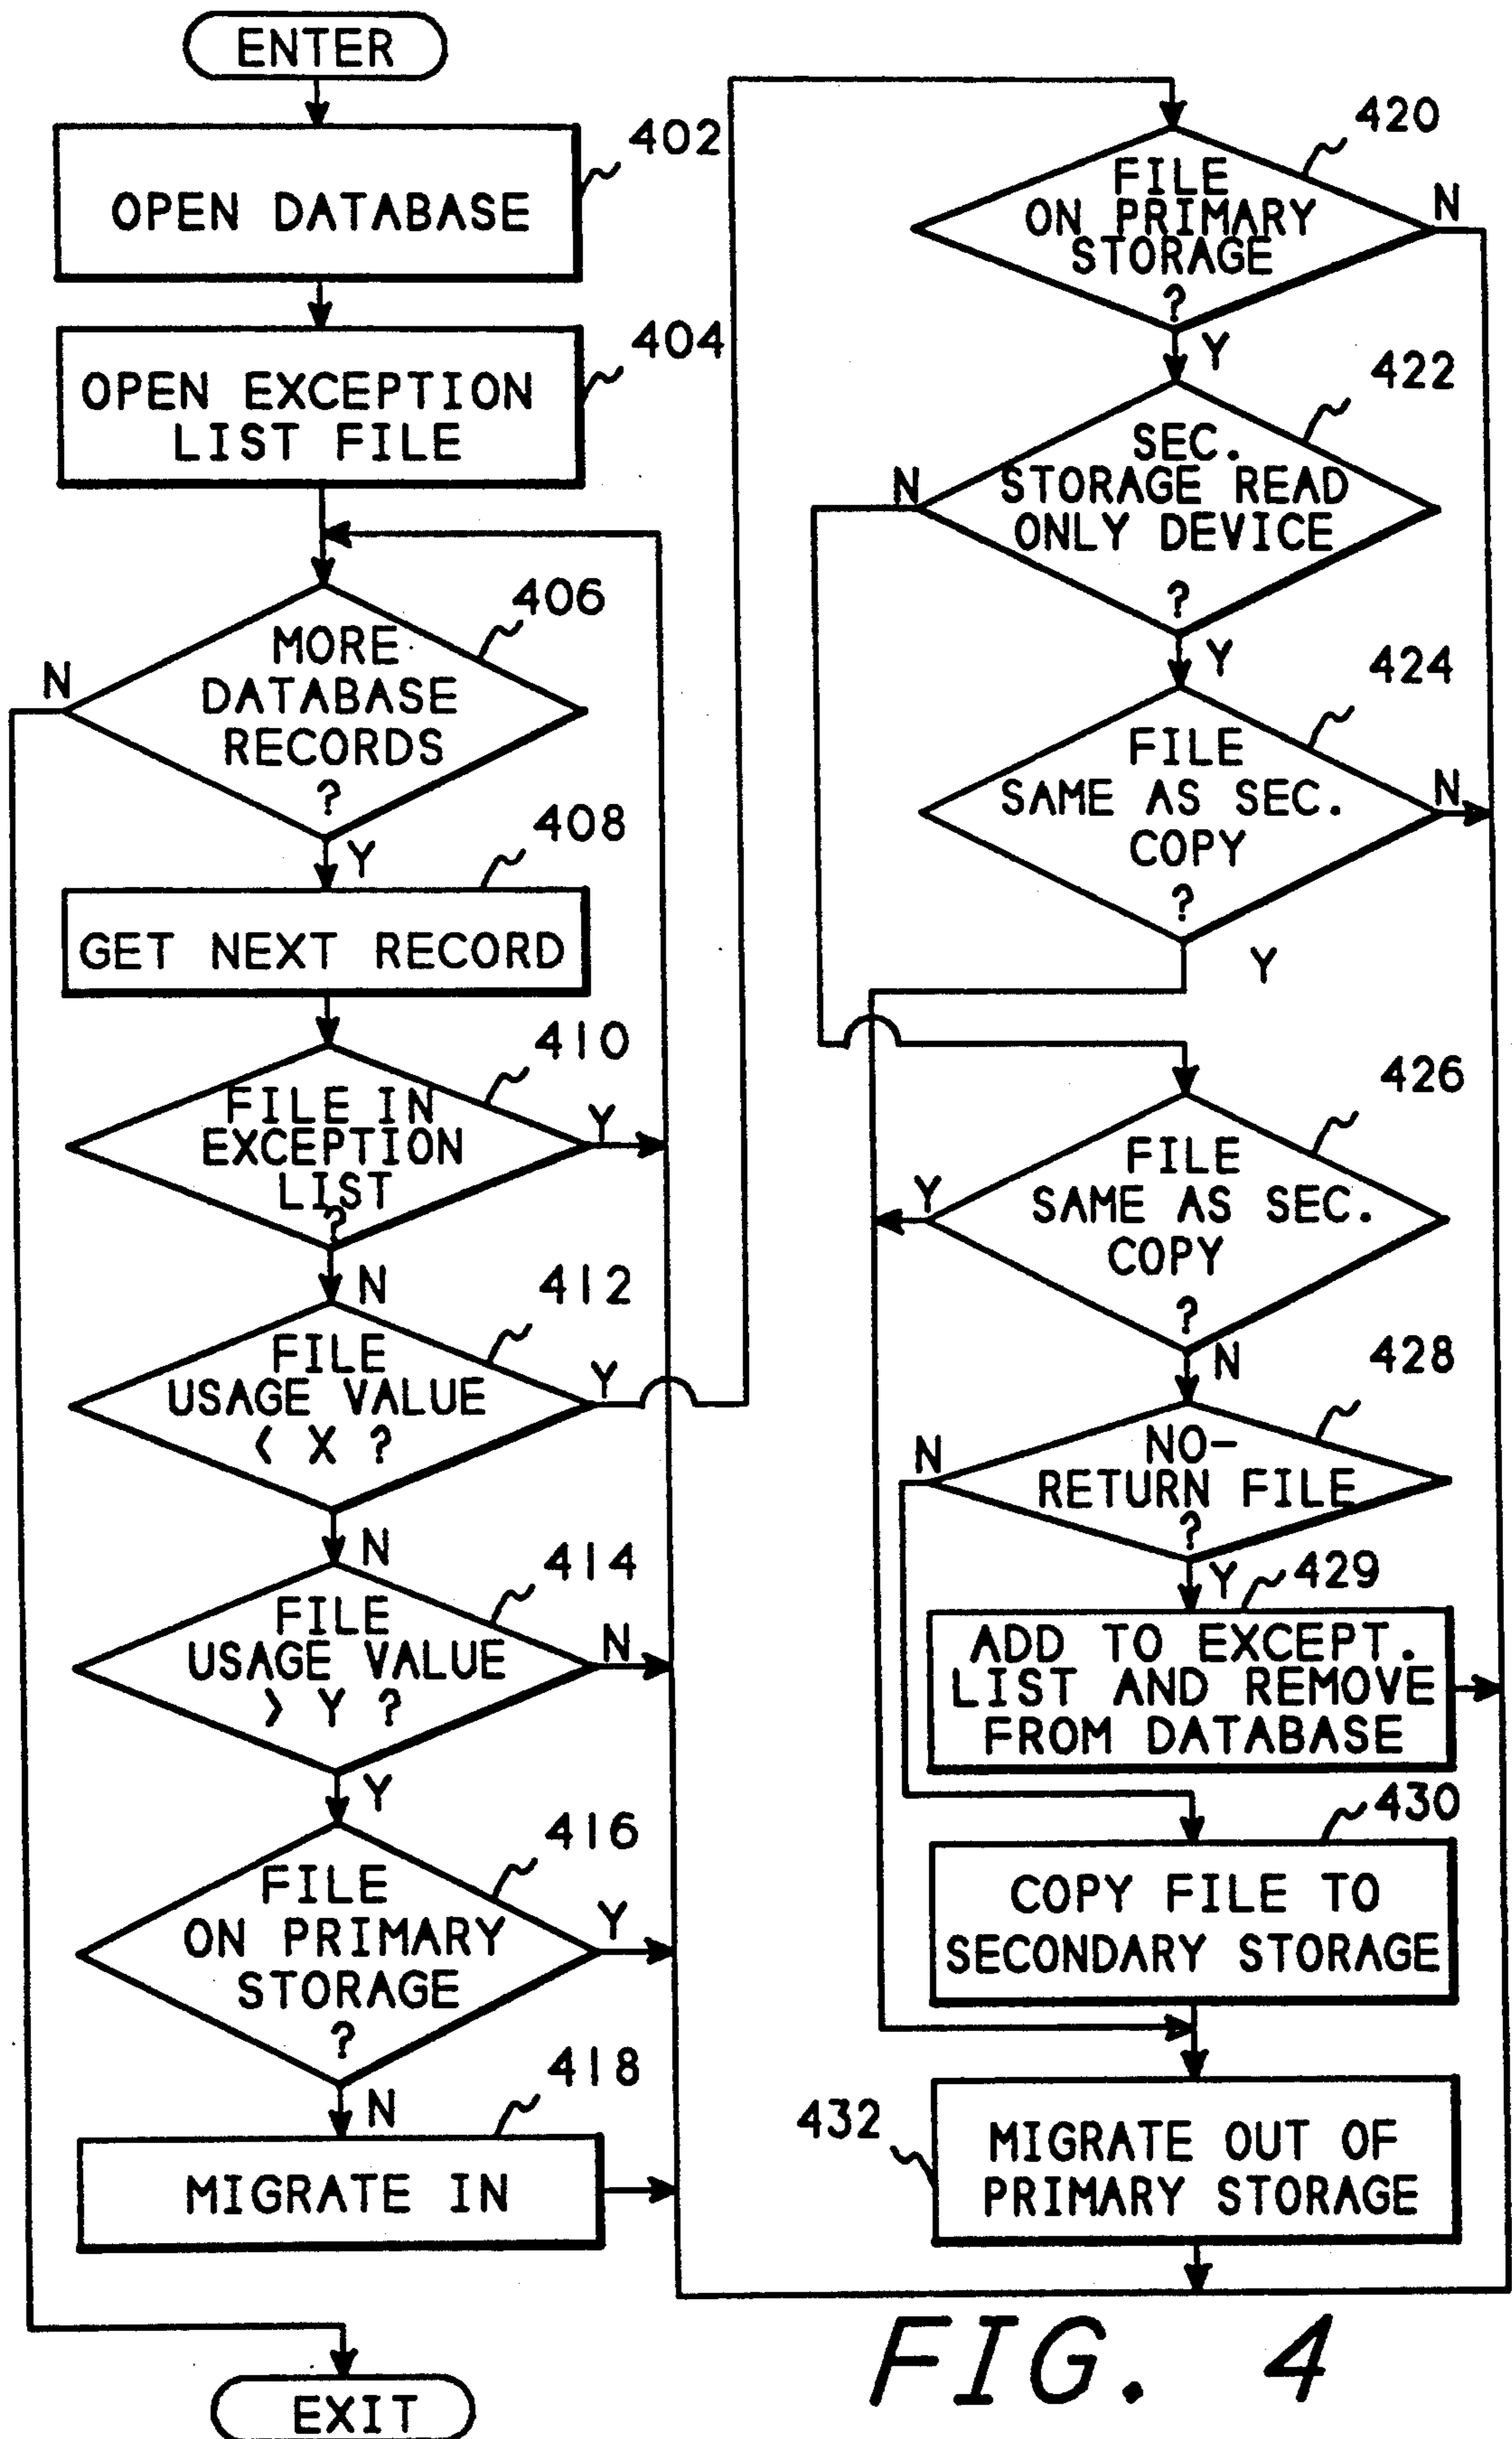 ENTER
402
OPEN DATABASE
404
OPEN EXCEPTION
LIST FILE
406
MORE
DATABASE
RECORDS
?
N
Y
408
GET NEXT RECORD
410
FILE IN
EXCEPTION
LIST
?
Y
N
412
FILE
USAGE VALUE
< X ?
Y
N
414
FILE
USAGE VALUE
> Y ?
N
Y
416
FILE
ON PRIMARY
STORAGE
?
Y
N
418
MIGRATE IN
EXIT
420
FILE
ON PRIMARY
STORAGE
?
N
Y
422
SEC.
STORAGE READ
ONLY DEVICE
?
N
Y
424
FILE
SAME AS SEC.
COPY
?
N
Y
426
FILE
SAME AS SEC.
COPY
?
Y
N
428
NO-
RETURN FILE
?
N
Y
429
ADD TO EXCEPT.
LIST AND REMOVE
FROM DATABASE
430
COPY FILE TO
SECONDARY STORAGE
432
MIGRATE OUT OF
PRIMARY STORAGE
FIG. 4